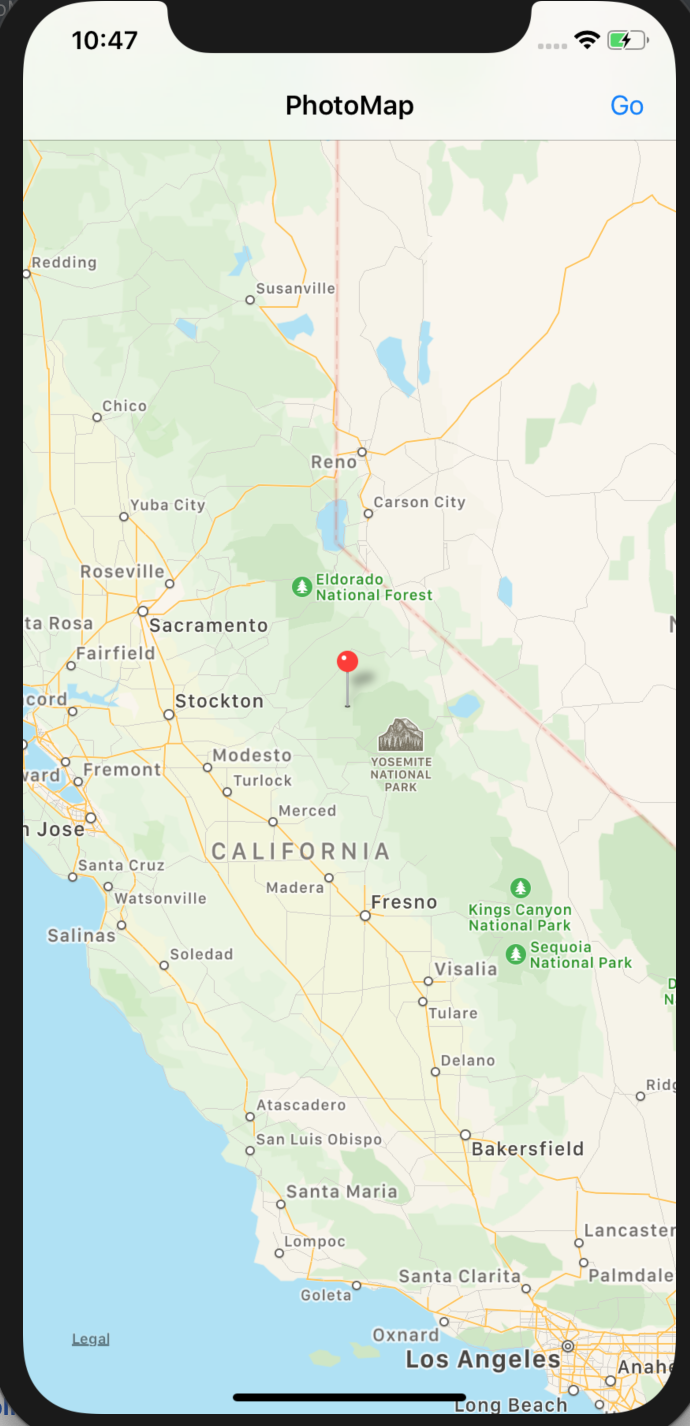 10:47
PhotoMap
Go
Redding
Susanville
Chico
Reno
Carson City
Yuba City
Roseville
Eldorado
National Forest
ta Rosa
Sacramento
Fairfield
cord
Stockton
YOSEMITE
NATIONAL
PARK
Modesto
ward
Fremont
Turlock
Merced
n Jose
CALIFORNIA
Santa Cruz
Madera
Watsonville
Fresno
Kings Canyon
National Park
Salinas
Soledad
Sequoia
National Park
Visalia
D
N
Tulare
Delano
Ridg
Atascadero
San Luis Obispo
Bakersfield
Santa Maria
Lompoc
Lancaster
Santa Clarita
Palmdale
Goleta
Legal
Oxnard
Los Angeles
Anahe
Long Beach